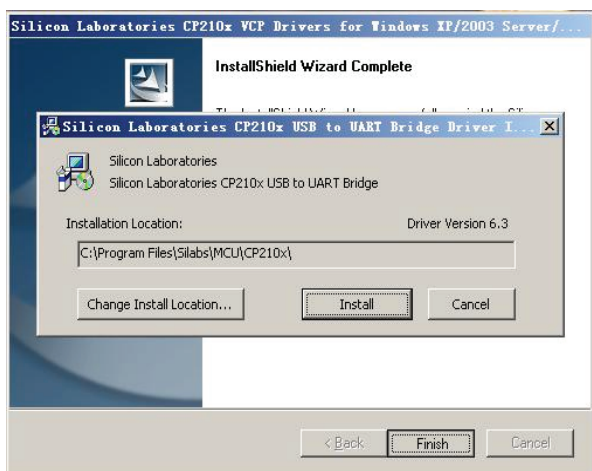 Silicon Laboratories CP210x VCP Drivers for Windows XP/2003 Server/...
InstallShield Wizard Complete
Silicon Laboratories CP210x USB to UART Bridge Driver I...
Silicon Laboratories
Silicon Laboratories CP210x USB to UART Bridge
Installation Location:
Driver Version 6.3
C:\Program Files\Silabs\MCU\CP210x\
Change Install Location...
Install
Cancel
< Back
Finish
Cancel